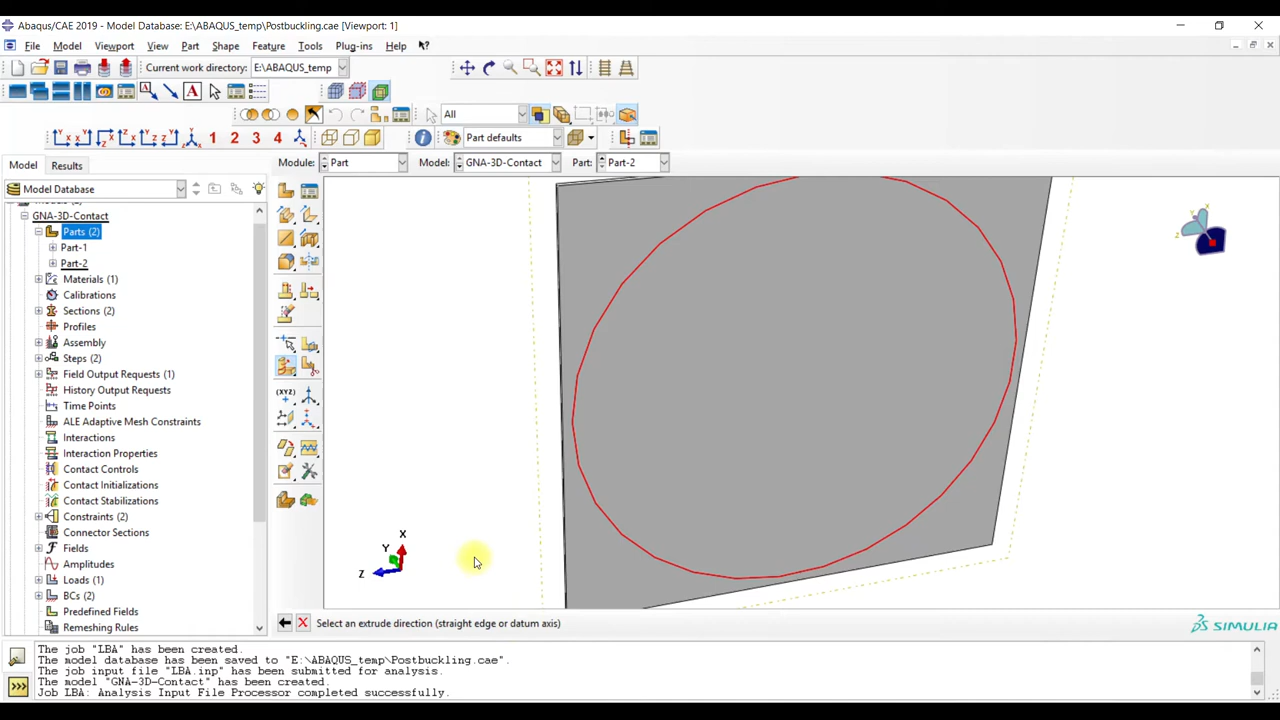 Abaqus/CAE 2019 - Model Database: E:\ABAQUS_temp\Postbuckling.cae [Viewport: 1]
File Model Viewport View Part Shape Feature Tools Plug-ins Help
Current work directory: E:\ABAQUS_temp
All
1 2 3 4 Part defaults
Model Results Module: Part Model: GNA-3D-Contact Part: Part-2
Model Database
GNA-3D-Contact
Parts (2)
Part-1
Part-2
Materials (1)
Calibrations
Sections (2)
Profiles
Assembly
Steps (2)
Field Output Requests (1)
History Output Requests
Time Points
ALE Adaptive Mesh Constraints
Interactions
Interaction Properties
Contact Controls
Contact Initializations
Contact Stabilizations
Constraints (2)
Connector Sections
Fields
Amplitudes
Loads (1)
BCs (2)
Predefined Fields
Remeshing Rules
X
Y
Z
Select an extrude direction (straight edge or datum axis)
SIMULIA
The job "LBA" has been created.
The model database has been saved to "E:\ABAQUS_temp\Postbuckling.cae".
The job input file "LBA.inp" has been submitted for analysis.
The model "GNA-3D-Contact" has been created.
Job LBA: Analysis Input File Processor completed successfully.